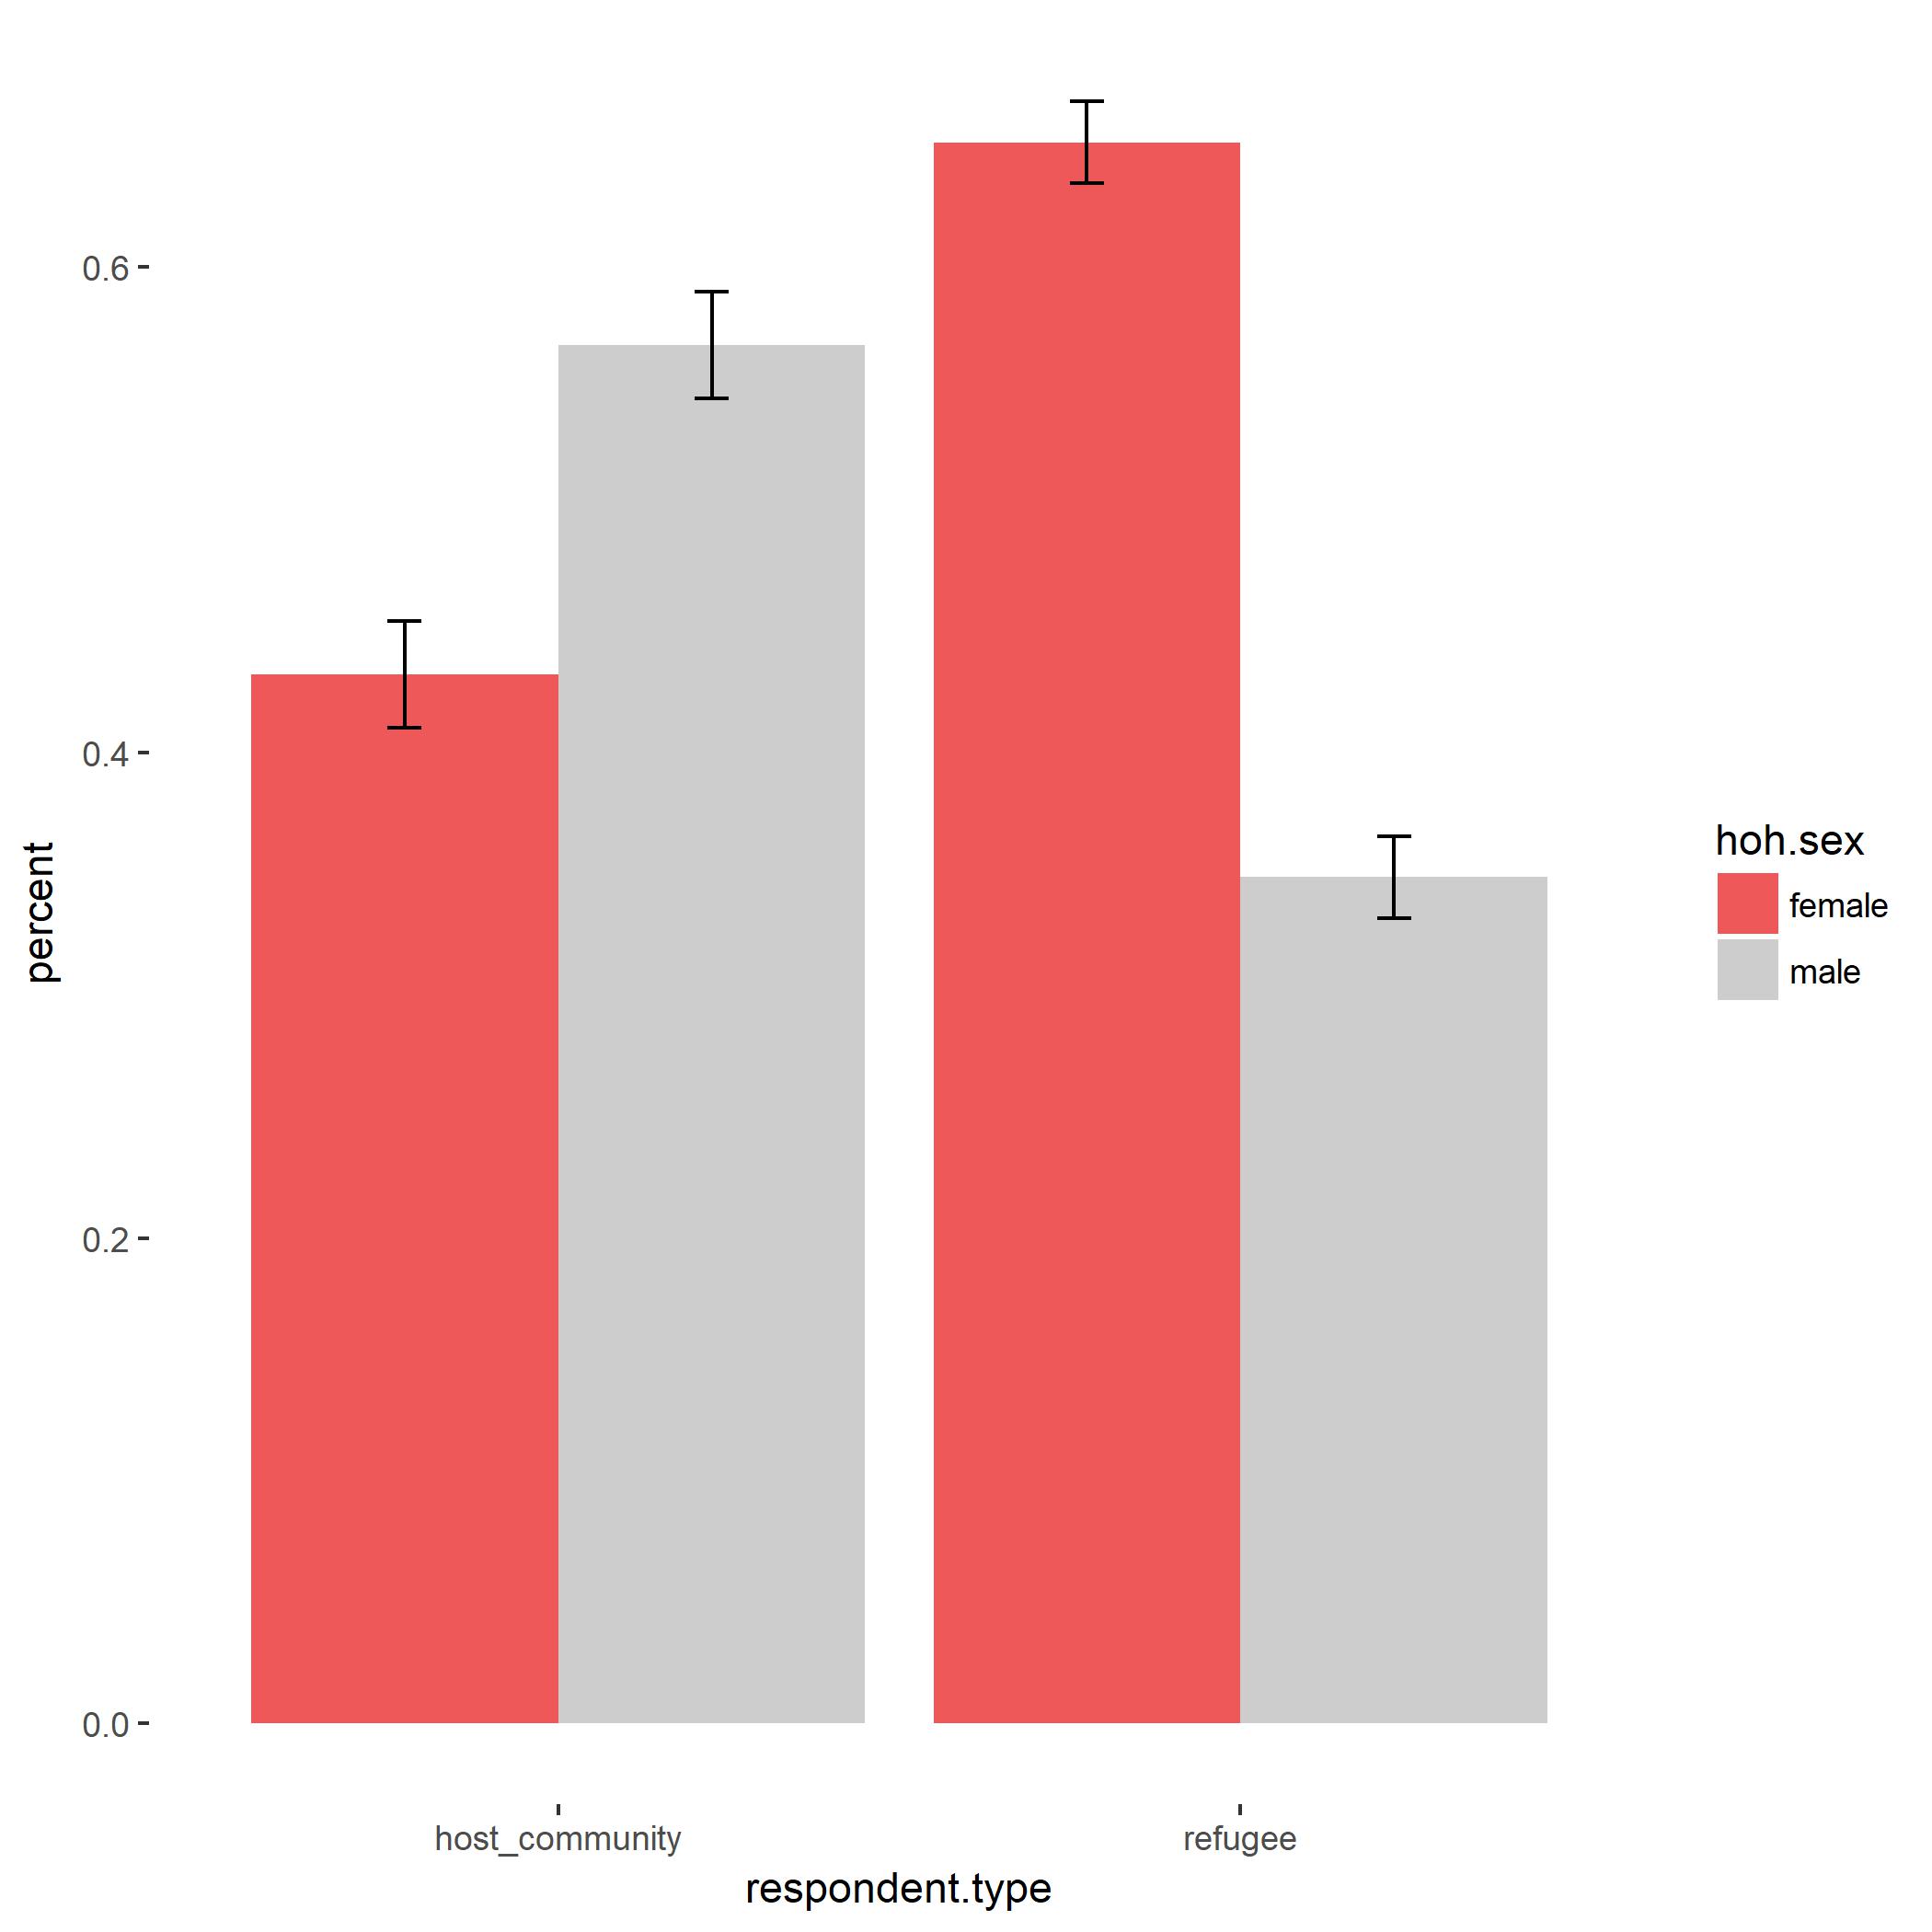 percent
0.6
0.4
0.2
0.0
host_community
refugee
respondent.type
hoh.sex
female
male